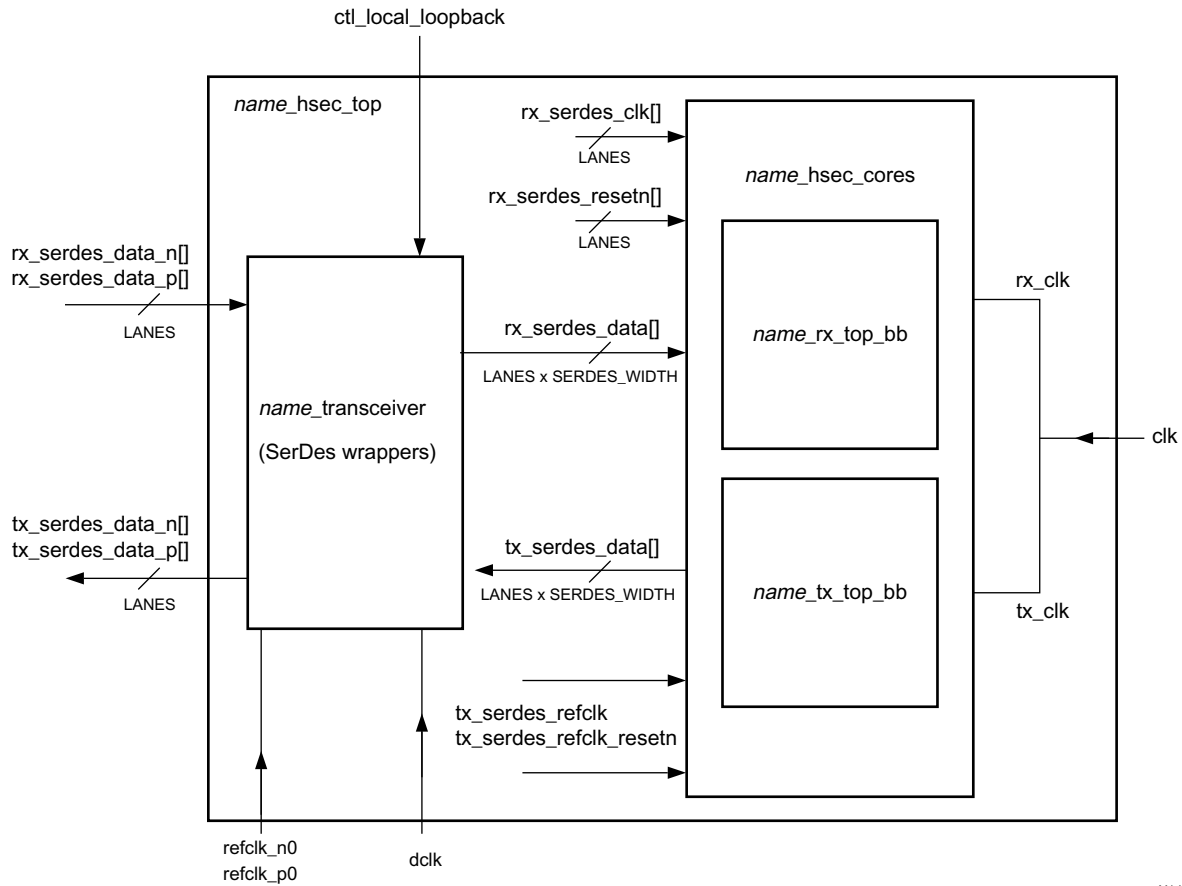 ctl_local_loopback
name_hsec_top
rx_serdes_clk[]
LANES
name_hsec_cores
rx_serdes_resetn[]
LANES
rx_serdes_data_n[]
rx_serdes_data_p[]
LANES
rx_clk
rx_serdes_data[]
LANES x SERDES_WIDTH
name_rx_top_bb
name_transceiver
(SerDes wrappers)
clk
tx_serdes_data_n[]
tx_serdes_data_p[]
LANES
tx_serdes_data[]
LANES x SERDES_WIDTH
name_tx_top_bb
tx_clk
tx_serdes_refclk
tx_serdes_refclk_resetn
refclk_n0
refclk_p0
dclk